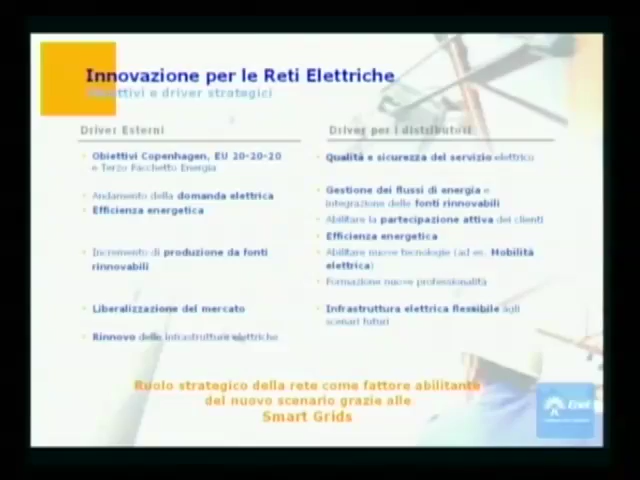 Innovazione per le Reti Elettriche
Obiettivi e driver strategici
Driver Esterni
Obiettivi Copenhagen, EU 20-20-20
e Terzo Pacchetto Energia
Andamento della domanda elettrica
Efficienza energetica
Incremento di produzione da fonti
rinnovabili
Liberalizzazione del mercato
Rinnovo delle infrastrutture elettriche
Driver per i distributori
Qualità e sicurezza del servizio elettrico
Gestione dei flussi di energia e
integrazione delle fonti rinnovabili
Abilitare la partecipazione attiva dei clienti
Efficienza energetica
Abilitare nuove tecnologie (ad es. Mobilità
elettrica)
Formazione nuove professionalità
Infrastruttura elettrica flessibile agli
scenari futuri
Ruolo strategico della rete come fattore abilitante
del nuovo scenario grazie alle
Smart Grids
Enel